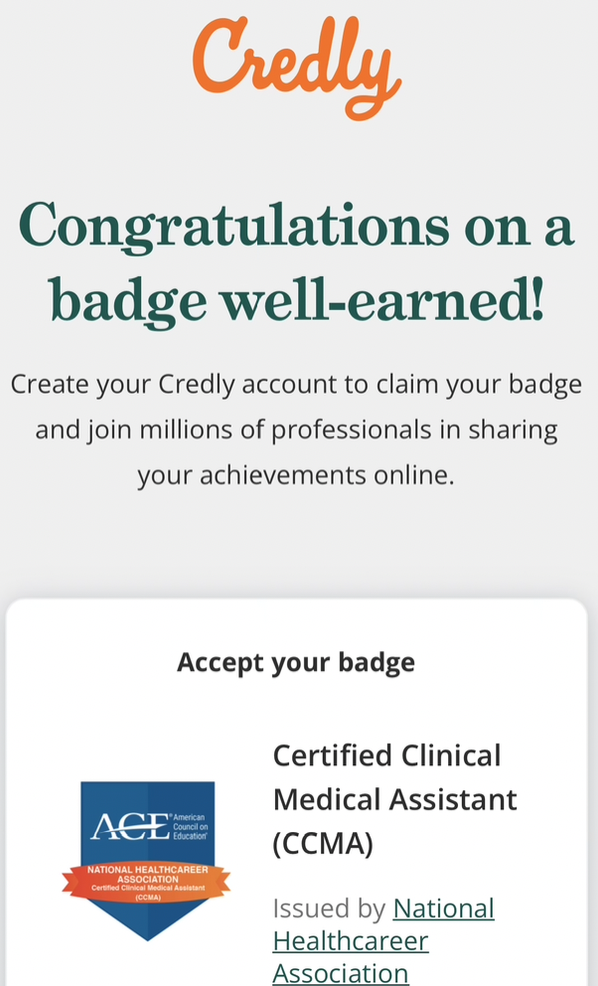 Credly
Congratulations on a
badge well-earned!
Create your Credly account to claim your badge
and join millions of professionals in sharing
your achievements online.
Accept your badge
ACE® American
Council on
Education®
NATIONAL HEALTHCAREER
ASSOCIATION
Certified Clinical Medical Assistant
(CCMA)
Certified Clinical
Medical Assistant
(CCMA)
Issued by National
Healthcareer
Association